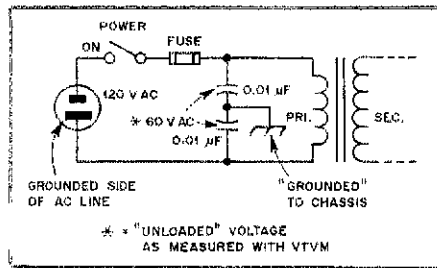 POWER
ON
FUSE
120 V AC
0.01 µF
* 60 V AC
0.01 µF
PRI.
SEC.
GROUNDED SIDE
OF AC LINE
"GROUNDED"
TO CHASSIS
* = "UNLOADED" VOLTAGE
AS MEASURED WITH VTVM